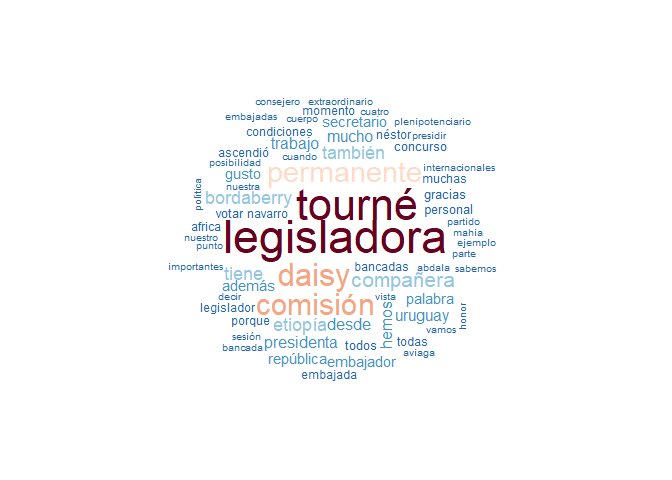 consejero extraordinario
momento cuatro
embajadas cuerpo secretario plenipotenciario
condiciones mucho néstor presidir
trabajo concurso
ascendió cuando también
posibilidad gusto permanente internacionales
muchas
nuestra
política bordaberry tourné gracias
votar navarro personal
africa partido
nuestro legisladora mahía
punto ejemplo
parte
importantes tiene daisy bancadas abdala sabemos
además compañera
decir comisión vista palabra
legislador hemos uruguay honor
porque etiopía desde vamos
sesión presidenta todos todas
bancada aviaga
república embajador
embajada